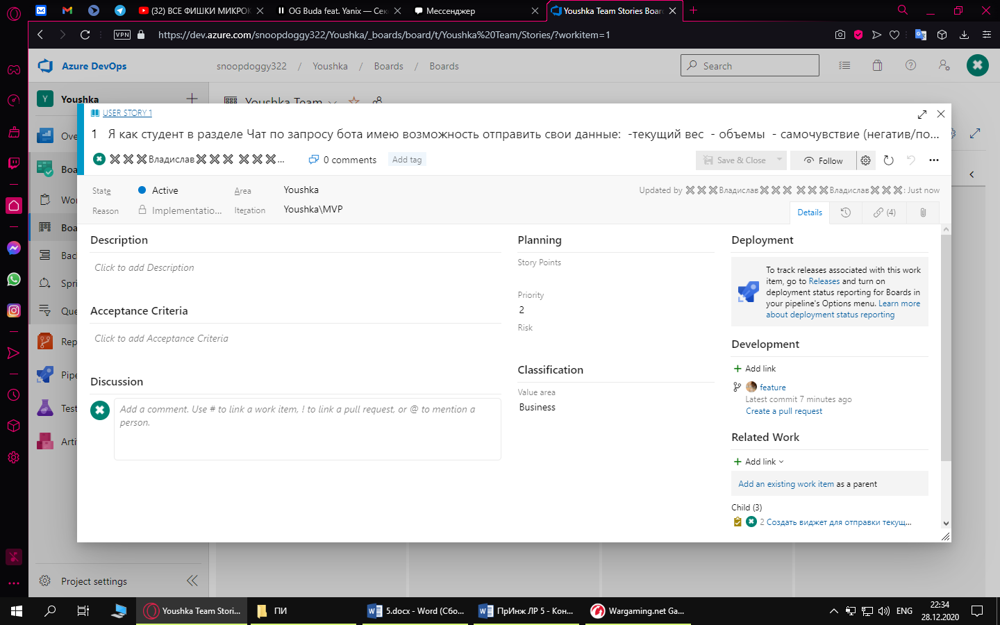 (32) ВСЕ ФИШКИ МИКРОК
OG Buda feat. Yanix — Сек
Мессенджер
Youshka Team Stories Boar
VPN
https://dev.azure.com/snoopdoggy322/Youshka/_boards/board/t/Youshka%20Team/Stories/?workitem=1
Azure DevOps
snoopdoggy322 / Youshka / Boards / Boards
Search
Y Youshka
Youshka Team
USER STORY 1
1 Я как студент в разделе Чат по запросу бота имею возможность отправить свои данные: -текущий вес - объемы - самочувствие (негатив/по...
Владислав ...
0 comments
Add tag
Save & Close
Follow
State
Active
Area
Youshka
Updated by Владислав Владислав : Just now
Reason
Implementatio...
Iteration
Youshka\MVP
Details
(4)
Ove
Boa
Wor
Boa
Bac
Spri
Que
Rep
Pipe
Test
Arti
Project settings
Description
Click to add Description
Acceptance Criteria
Click to add Acceptance Criteria
Discussion
Add a comment. Use # to link a work item, ! to link a pull request, or @ to mention a
person.
Planning
Story Points
Priority
2
Risk
Classification
Value area
Business
Deployment
To track releases associated with this work
item, go to Releases and turn on
deployment status reporting for Boards in
your pipeline's Options menu. Learn more
about deployment status reporting
Development
Add link
feature
Latest commit 7 minutes ago
Create a pull request
Related Work
Add link
Add an existing work item as a parent
Child (3)
2 Создать виджет для отправки текущ...
Youshka Team Stori...
ПИ
5.docx - Word (Сбо...
ПрИнж ЛР 5 - Кон...
Wargaming.net Ga...
ENG
22:34
28.12.2020